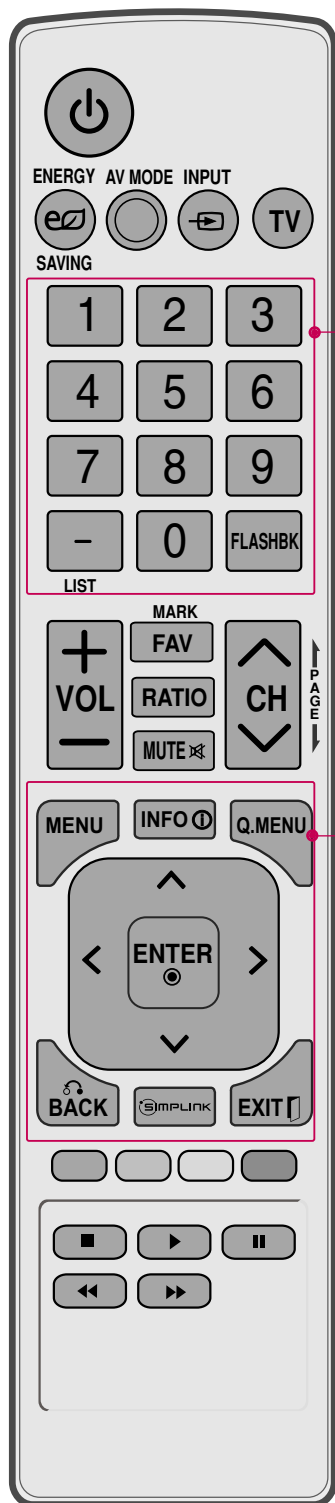 ENERGY AV MODE INPUT
TV
SAVING
1 2 3
4 5 6
7 8 9
- 0 FLASHBK
LIST
MARK
FAV
VOL RATIO CH
PAGE
MUTE
MENU INFO Q.MENU
ENTER
BACK SIMPLINK EXIT